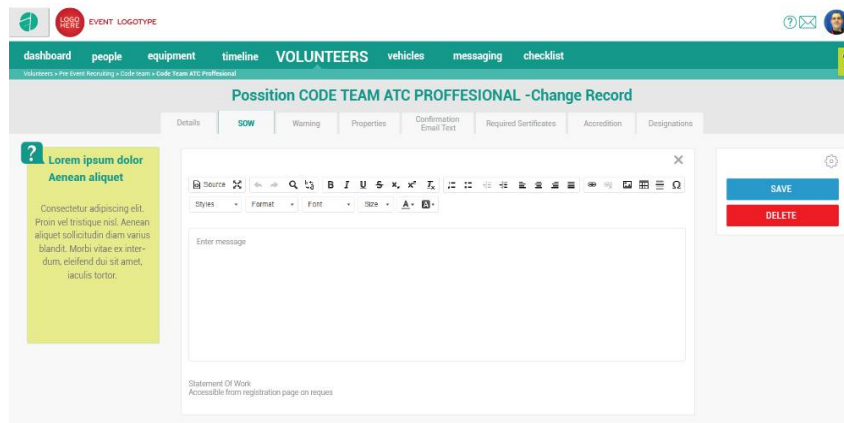 LOGO
HERE
EVENT LOGOTYPE
dashboard people equipment timeline VOLUNTEERS vehicles messaging checklist
Volunteers » Pre Event Recruiting » Code team » Code Team ATC Proffesional
Possition CODE TEAM ATC PROFFESIONAL -Change Record
Details SOW Warning Properties Confirmation Email Text Required Sertificates Accredition Designations
?
Lorem ipsum dolor
Aenean aliquet
Consectetur adipiscing elit.
Proin vel tristique nisl. Aenean
aliquet sollicitudin diam varius
blandit. Morbi vitae ex inter-
dum, eleifend dui sit amet,
iaculis tortor.
Source
Styles Format Font Size
Enter message
Statement Of Work
Accessible from registration page on reques
SAVE
DELETE